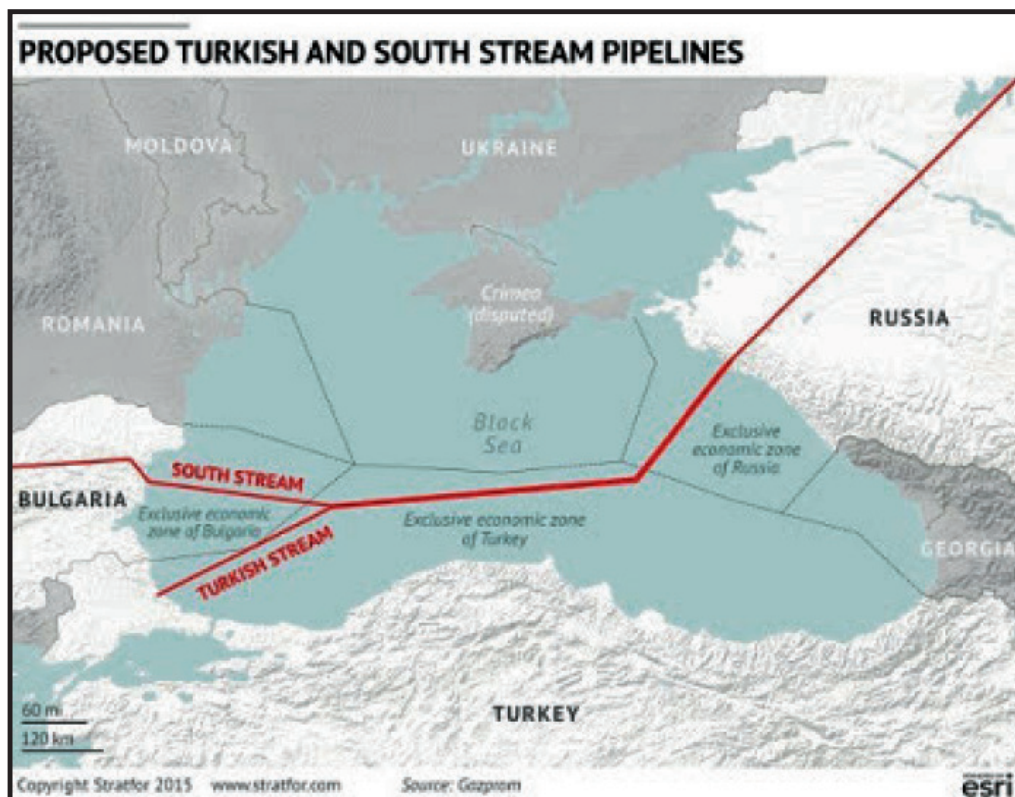 PROPOSED TURKISH AND SOUTH STREAM PIPELINES
MOLDOVA
UKRAINE
Crimea
(disputed)
ROMANIA
RUSSIA
Black
Sea
Exclusive
economic zone
of Russia
SOUTH STREAM
BULGARIA
Exclusive economic
zone of Bulgaria
Exclusive economic zone
of Turkey
TURKISH STREAM
GEORGIA
60 mi
120 km
TURKEY
Copyright Stratfor 2015 www.stratfor.com Source: Gazprom
esri